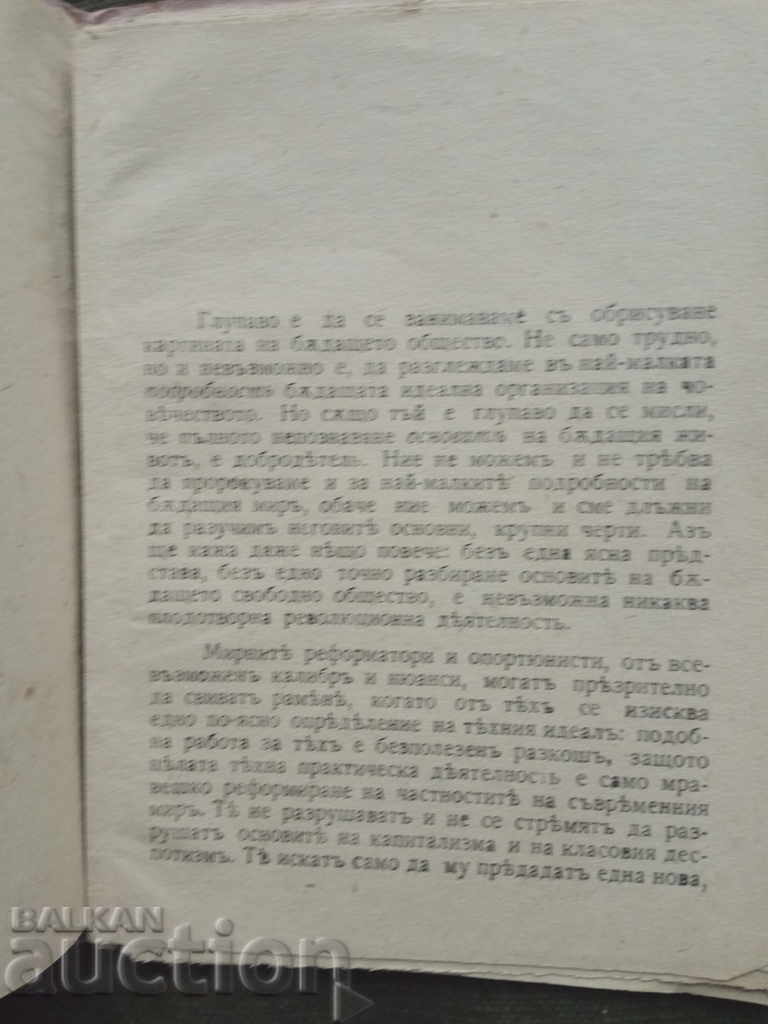 Глупаво е да се занимаваме съ обрисуване
картината на бѫдащето общество. Не само трудно,
но и невъзможно е, да разглеждаме въ най-малката
подробность бѫдащата идеална организация на чо-
вѣчеството. Но сѫщо тъй е глупаво да се мисли,
че пълното непознаване основитѣ на бѫдащия жи-
вотъ, е добродѣтель. Ние не можемъ и не трѣбва
да пророкуваме и за най-малкитѣ подробности на
бѫдащия миръ, обаче ние можемъ и сме длъжни
да разучимъ неговитѣ основни, крупни черти. Азъ
ще кажа даже нѣщо повече: безъ една ясна прѣд-
става, безъ едно точно разбиране основитѣ на бѫ-
дащето свободно общество, е невъзможна никаква
плодотворна революционна дѣятелность.
Мирнитѣ реформатори и опортюнисти, отъ все-
възможенъ калибръ и нюанси, могатъ прѣзрително
да свиватъ рамѣнѣ, когато отъ тѣхъ се изисква
едно по-ясно опрѣдѣление на тѣхния идеалъ: подоб-
на работа за тѣхъ е безполезенъ разкошъ, защото
цѣлата тѣхна практическа дѣятелность е само мра-
вешко реформиране на частноститѣ на съврѣменния
миръ. Тѣ не разрушаватъ и не се стрѣмятъ да раз-
рушатъ основитѣ на капитализма и на класовия дес-
потизмъ. Тѣ искатъ само да му прѣдадатъ една нова,
BALKAN
auction